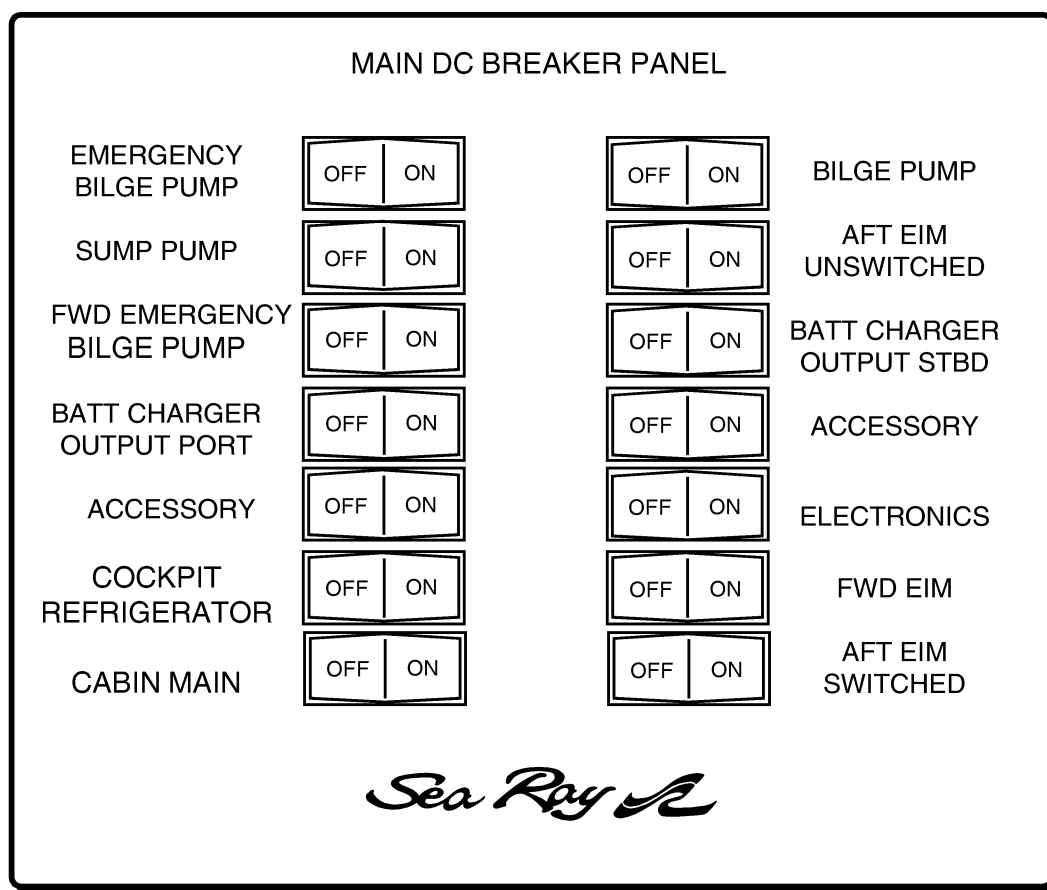 MAIN DC BREAKER PANEL
EMERGENCY
BILGE PUMP
OFF ON
OFF ON
BILGE PUMP
SUMP PUMP
OFF ON
OFF ON
AFT EIM
UNSWITCHED
FWD EMERGENCY
BILGE PUMP
OFF ON
OFF ON
BATT CHARGER
OUTPUT STBD
BATT CHARGER
OUTPUT PORT
OFF ON
OFF ON
ACCESSORY
ACCESSORY
OFF ON
OFF ON
ELECTRONICS
COCKPIT
REFRIGERATOR
OFF ON
OFF ON
FWD EIM
CABIN MAIN
OFF ON
OFF ON
AFT EIM
SWITCHED
Sea Ray